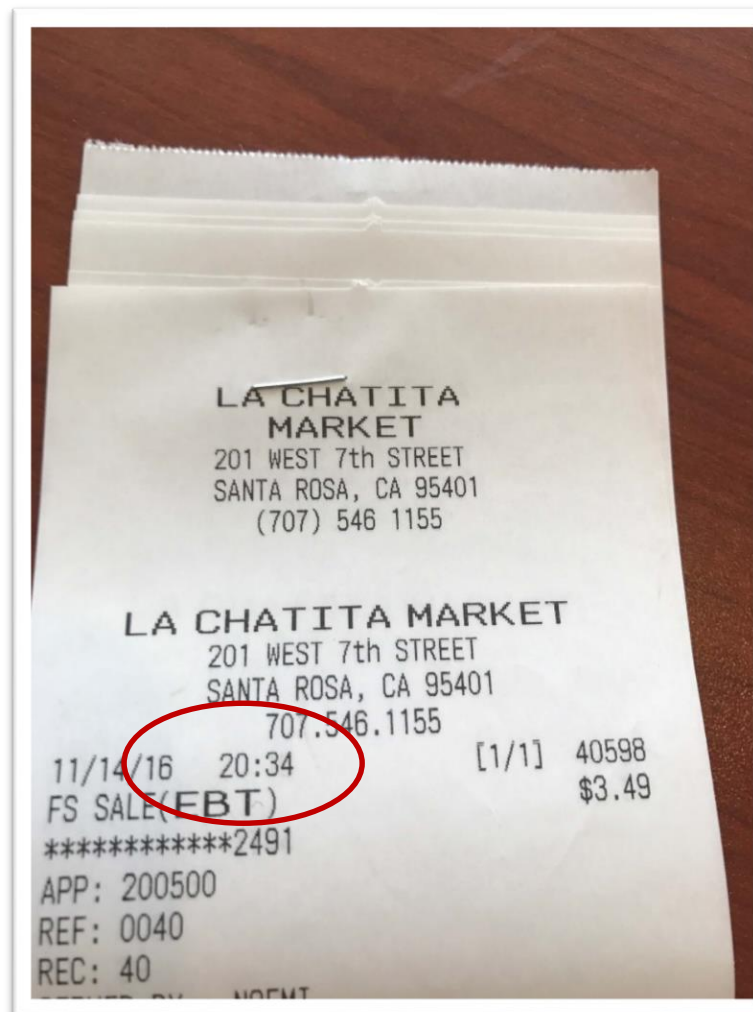 LA CHATITA
MARKET
201 WEST 7th STREET
SANTA ROSA, CA 95401
(707) 546 1155
LA CHATITA MARKET
201 WEST 7th STREET
SANTA ROSA, CA 95401
707.546.1155
11/14/16 20:34 [1/1] 40598
FS SALE(EBT) $3.49
************2491
APP: 200500
REF: 0040
REC: 40